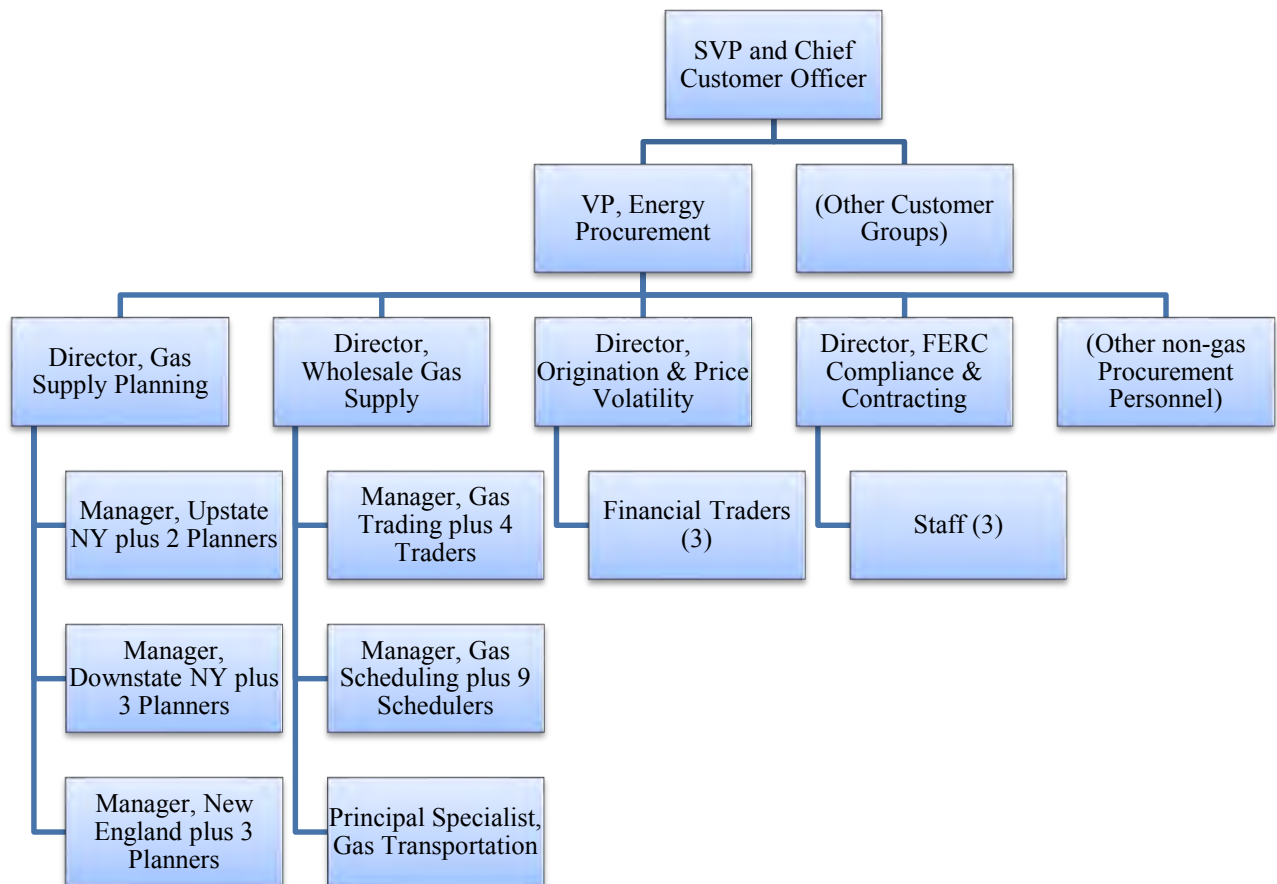 SVP and Chief
Customer Officer
VP, Energy
Procurement
(Other Customer
Groups)
Director, Gas
Supply Planning
Director,
Wholesale Gas
Supply
Director,
Origination & Price
Volatility
Director, FERC
Compliance &
Contracting
(Other non-gas
Procurement
Personnel)
Manager, Upstate
NY plus 2 Planners
Manager,
Downstate NY plus
3 Planners
Manager, New
England plus 3
Planners
Manager, Gas
Trading plus 4
Traders
Manager, Gas
Scheduling plus 9
Schedulers
Principal Specialist,
Gas Transportation
Financial Traders
(3)
Staff (3)